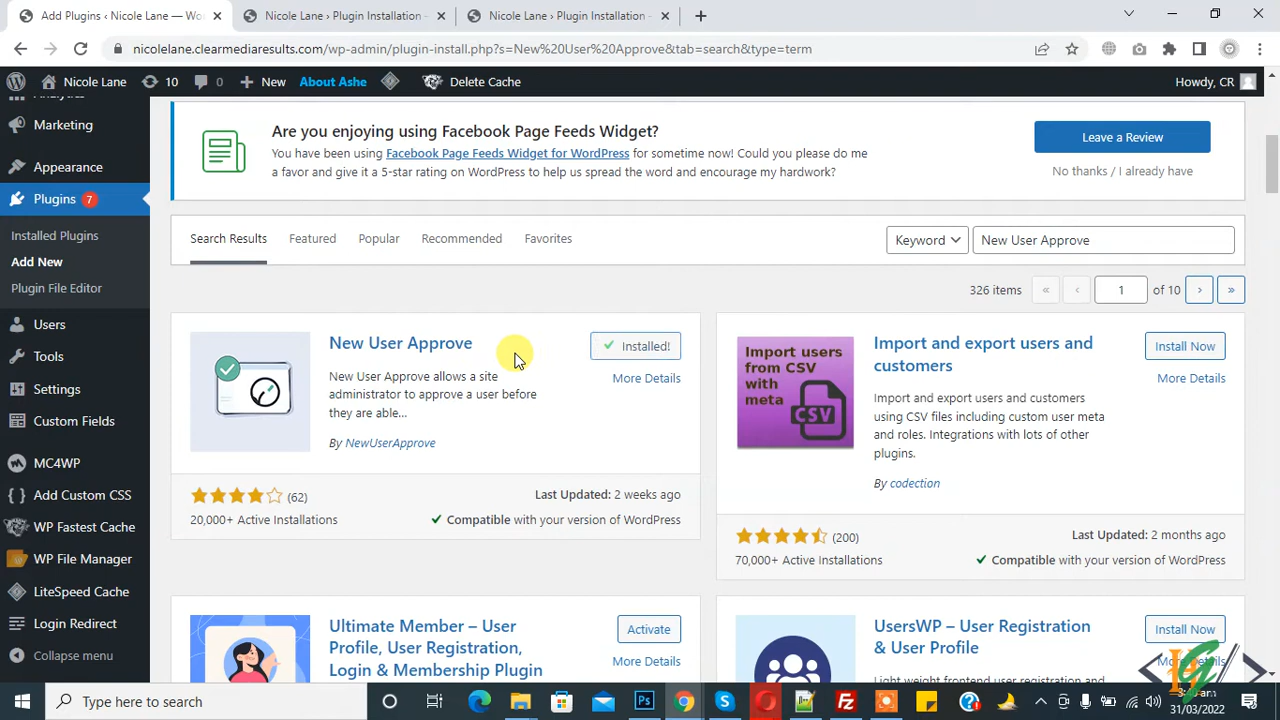 Add Plugins ‹ Nicole Lane — Wo
Nicole Lane › Plugin Installation -
Nicole Lane › Plugin Installation -
nicolelane.clearmediaresults.com/wp-admin/plugin-install.php?s=New%20User%20Approve&tab=search&type=term
Nicole Lane
10
0
New
About Ashe
Delete Cache
Howdy, CR
Analytics
Marketing
Appearance
Plugins 7
Installed Plugins
Add New
Plugin File Editor
Users
Tools
Settings
Custom Fields
MC4WP
Add Custom CSS
WP Fastest Cache
WP File Manager
LiteSpeed Cache
Login Redirect
Collapse menu
Are you enjoying using Facebook Page Feeds Widget?
You have been using Facebook Page Feeds Widget for WordPress for sometime now! Could you please do me
a favor and give it a 5-star rating on WordPress to help us spread the word and encourage my hardwork?
Leave a Review
No thanks / I already have
Search Results
Featured
Popular
Recommended
Favorites
Keyword
New User Approve
326 items
«
‹
1
of 10
›
»
New User Approve
Installed!
More Details
New User Approve allows a site
administrator to approve a user before
they are able...
By NewUserApprove
(62)
Last Updated: 2 weeks ago
20,000+ Active Installations
Compatible with your version of WordPress
Import users
from CSV
with
meta
CSV
Import and export users and
customers
Install Now
More Details
Import and export users and customers
using CSV files including custom user meta
and roles. Integrations with lots of other
plugins.
By codection
(200)
Last Updated: 2 months ago
70,000+ Active Installations
Compatible with your version of WordPress
Ultimate Member – User
Profile, User Registration,
Login & Membership Plugin
Activate
More Details
UsersWP – User Registration
& User Profile
Install Now
More Details
Light weight frontend user registration and
Type here to search
31/03/2022